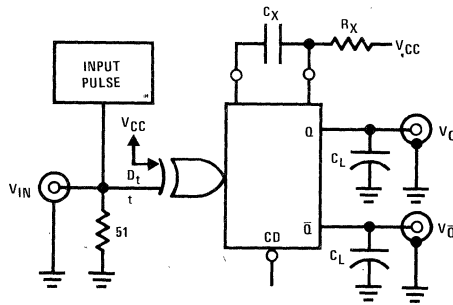 C_X
R_X
V_CC
INPUT
PULSE
V_CC
Q
V_Q
D_t
C_L
V_IN
t
51
CD
Q̅
V_Q̅
C_L